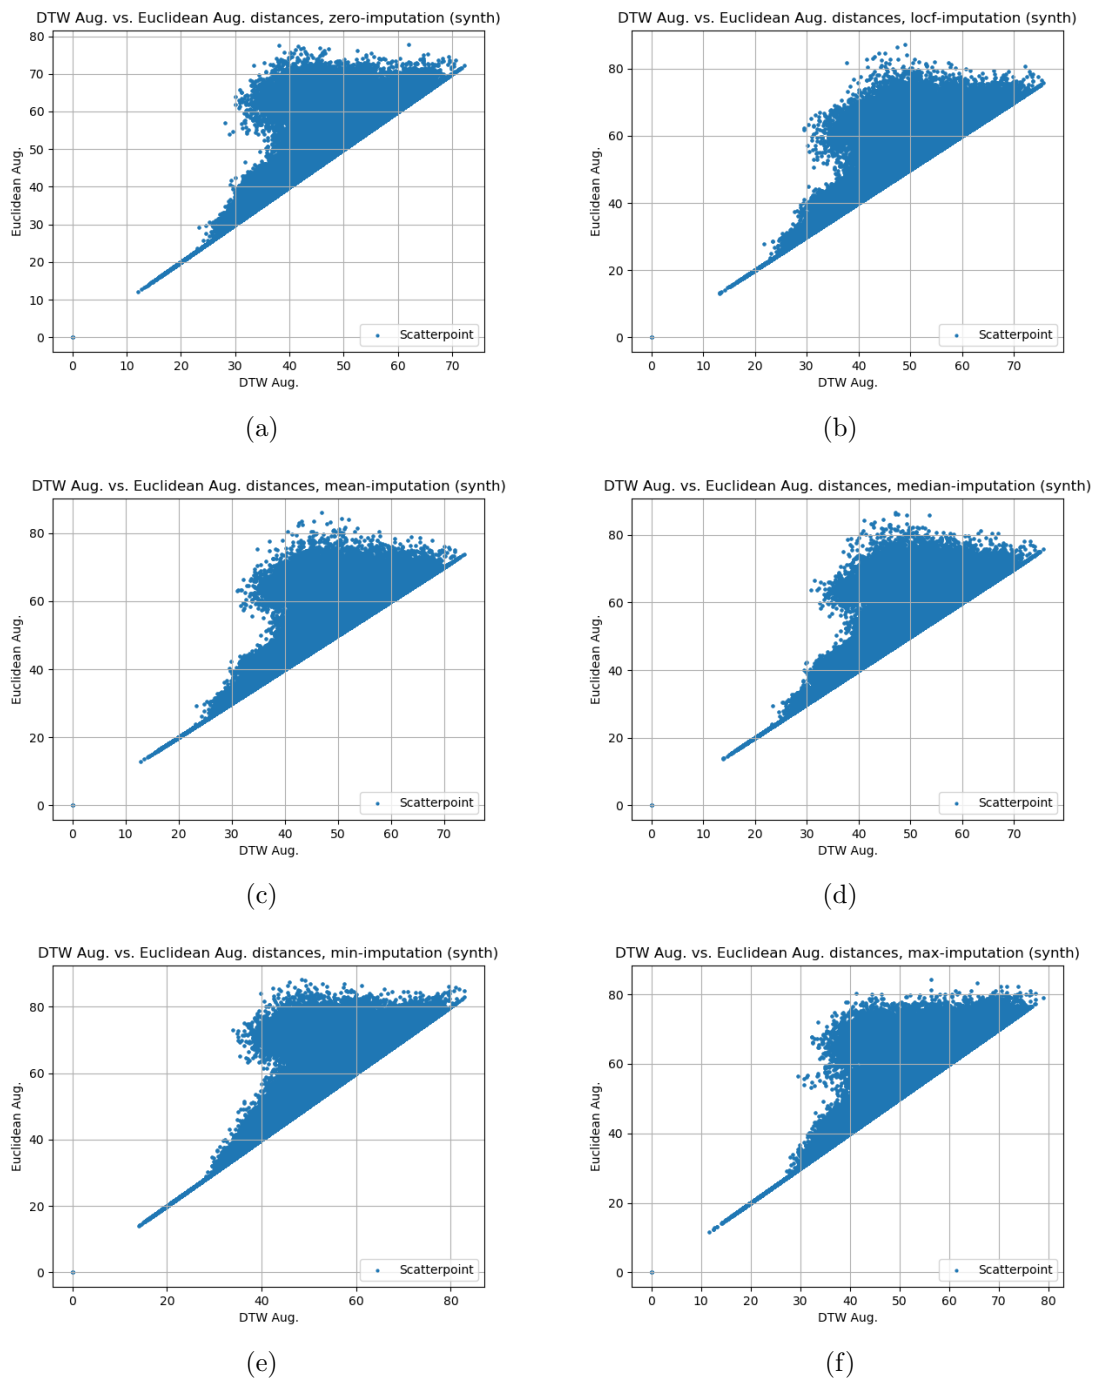 DTW Aug. vs. Euclidean Aug. distances, zero-imputation (synth)
80
70
60
50
40
30
20
10
0
Euclidean Aug.
Scatterpoint
0 10 20 30 40 50 60 70
DTW Aug.
(a)
DTW Aug. vs. Euclidean Aug. distances, locf-imputation (synth)
80
60
40
20
0
Euclidean Aug.
Scatterpoint
0 10 20 30 40 50 60 70
DTW Aug.
(b)
DTW Aug. vs. Euclidean Aug. distances, mean-imputation (synth)
80
60
40
20
0
Euclidean Aug.
Scatterpoint
0 10 20 30 40 50 60 70
DTW Aug.
(c)
DTW Aug. vs. Euclidean Aug. distances, median-imputation (synth)
80
60
40
20
0
Euclidean Aug.
Scatterpoint
0 10 20 30 40 50 60 70
DTW Aug.
(d)
DTW Aug. vs. Euclidean Aug. distances, min-imputation (synth)
80
60
40
20
0
Euclidean Aug.
Scatterpoint
0 20 40 60 80
DTW Aug.
(e)
DTW Aug. vs. Euclidean Aug. distances, max-imputation (synth)
80
60
40
20
0
Euclidean Aug.
Scatterpoint
0 10 20 30 40 50 60 70 80
DTW Aug.
(f)